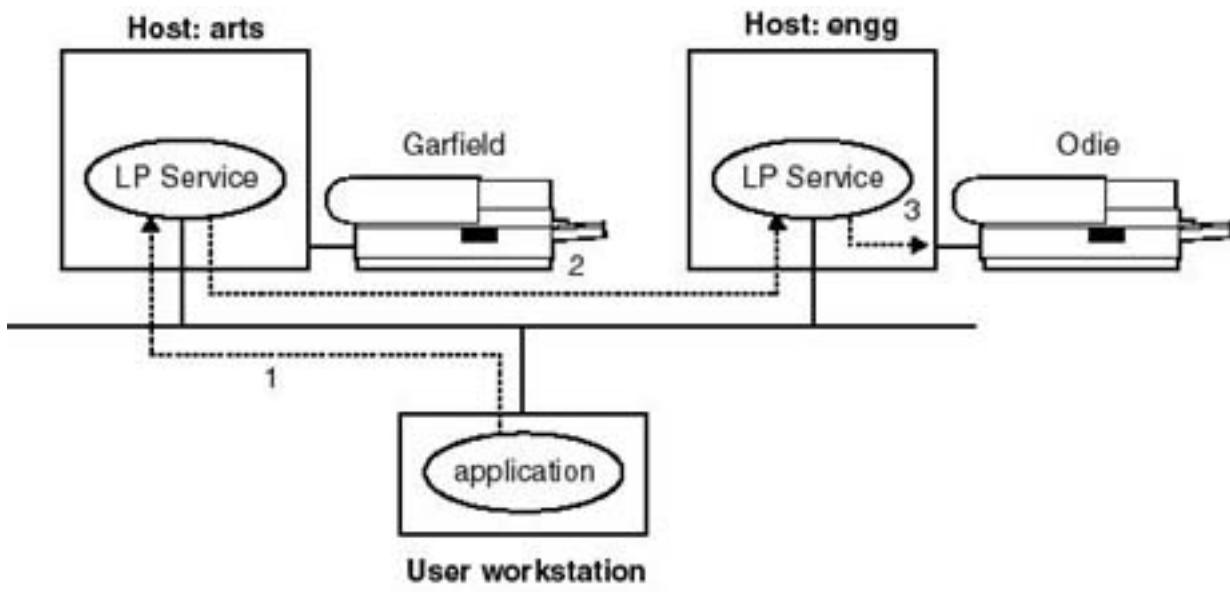 Host: arts
Host: engg
Garfield
Odie
LP Service
LP Service
3
2
1
application
User workstation